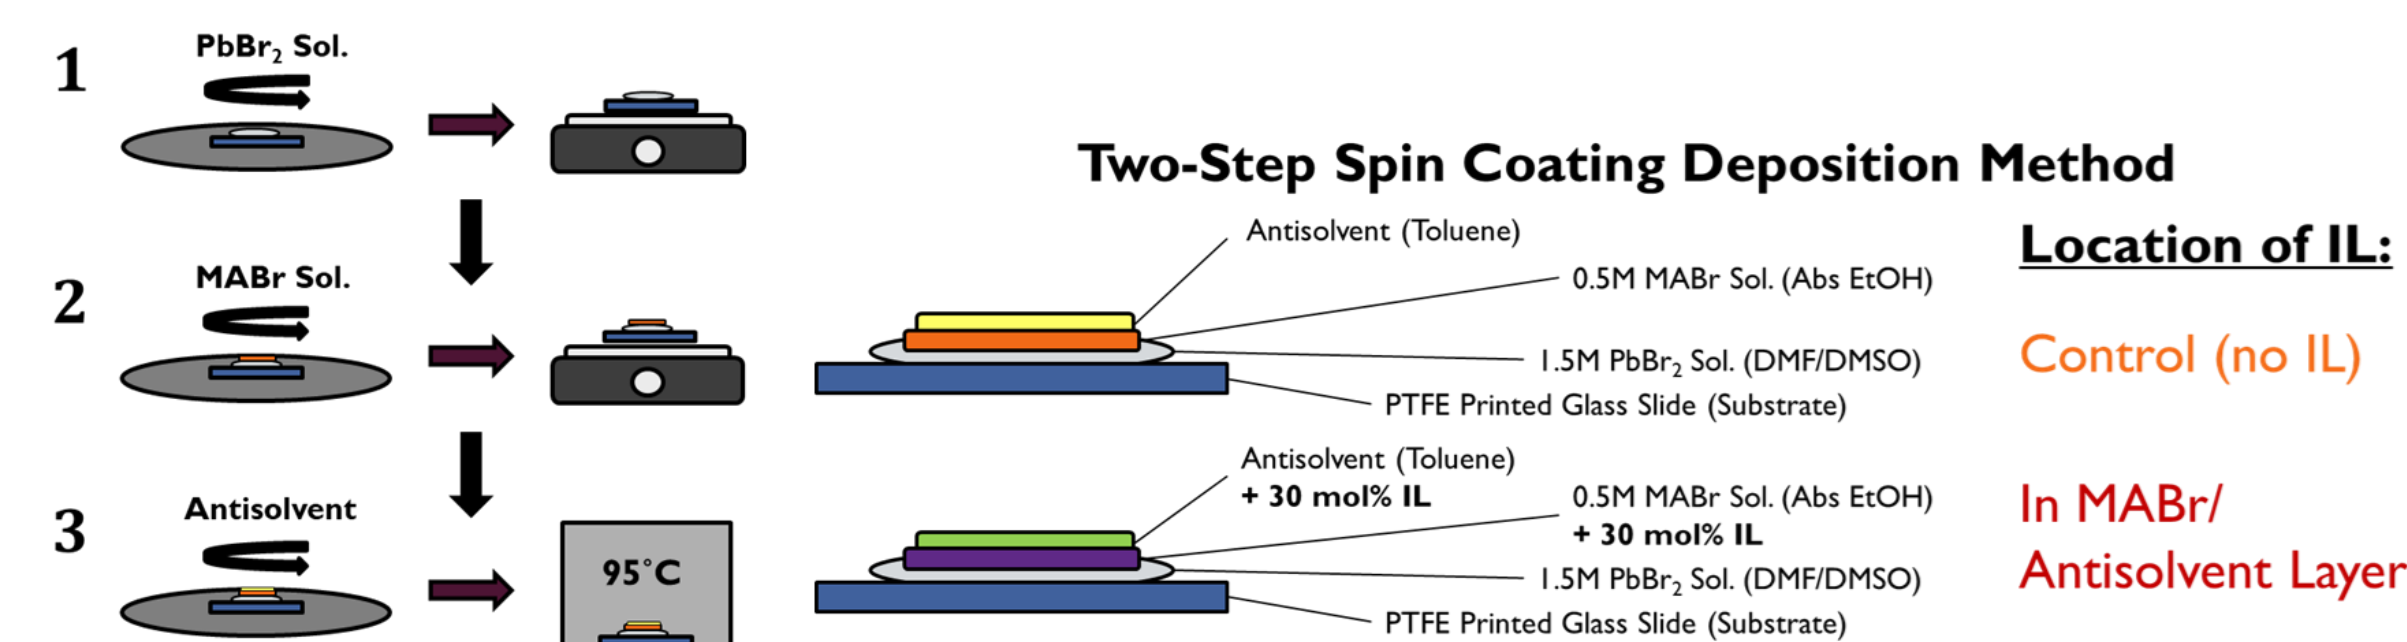 1
PbBr₂ Sol.
2
MABr Sol.
3
Antisolvent
95°C
Two-Step Spin Coating Deposition Method
Antisolvent (Toluene)
0.5M MABr Sol. (Abs EtOH)
1.5M PbBr₂ Sol. (DMF/DMSO)
PTFE Printed Glass Slide (Substrate)
Antisolvent (Toluene)
+ 30 mol% IL
0.5M MABr Sol. (Abs EtOH)
+ 30 mol% IL
1.5M PbBr₂ Sol. (DMF/DMSO)
PTFE Printed Glass Slide (Substrate)
Location of IL:
Control (no IL)
In MABr/
Antisolvent Layer